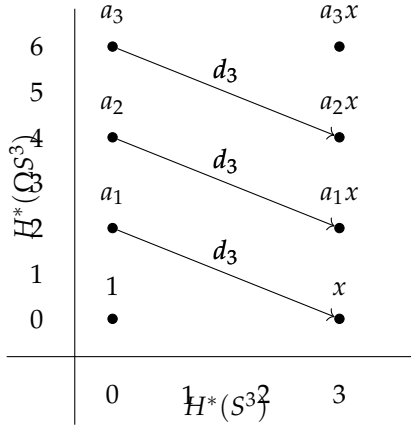 a₃ a₃x
6
d₃
5
a₂ a₂x
4
d₃
3
a₁ a₁x
2
d₃
1
1 x
0
H*(ΩS³)
0 1 2 3
H*(S³)